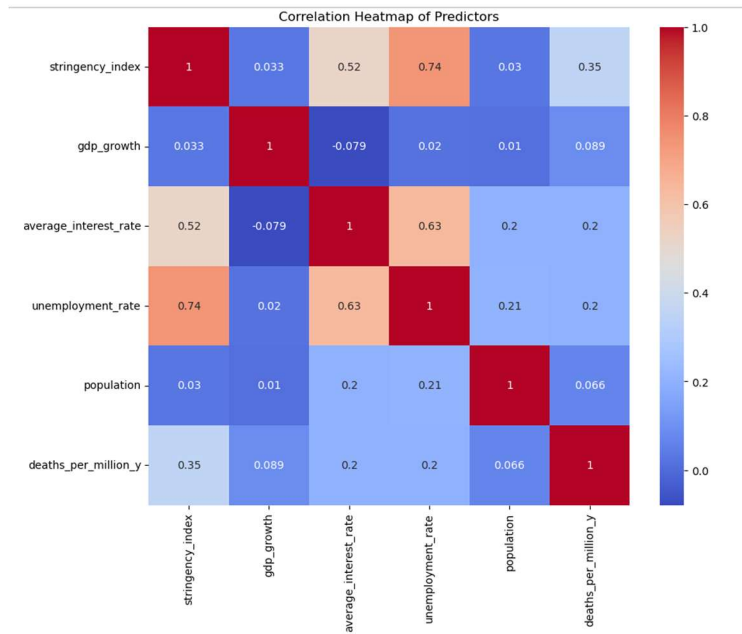 Correlation Heatmap of Predictors
stringency_index 1 0.033 0.52 0.74 0.03 0.35
gdp_growth 0.033 1 -0.079 0.02 0.01 0.089
average_interest_rate 0.52 -0.079 1 0.63 0.2 0.2
unemployment_rate 0.74 0.02 0.63 1 0.21 0.2
population 0.03 0.01 0.2 0.21 1 0.066
deaths_per_million_y 0.35 0.089 0.2 0.2 0.066 1
stringency_index
gdp_growth
average_interest_rate
unemployment_rate
population
deaths_per_million_y
1.0
0.8
0.6
0.4
0.2
0.0